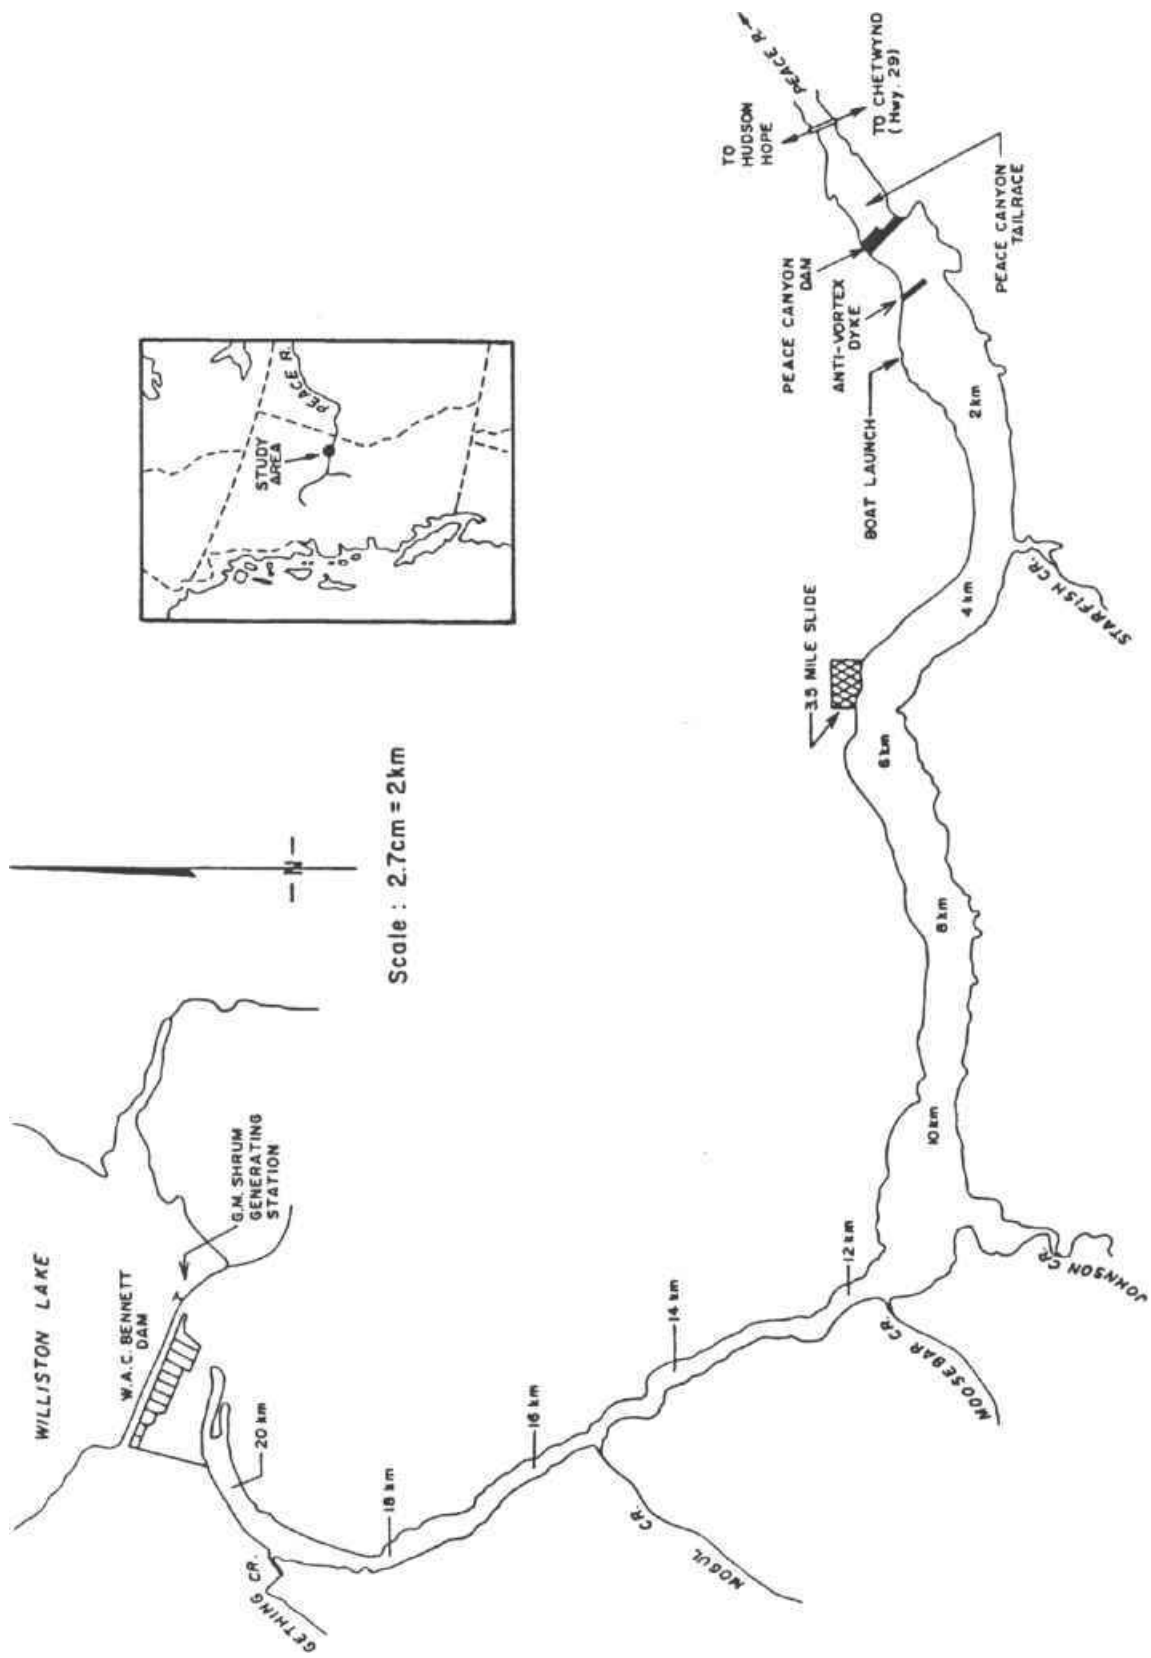 WILLISTON LAKE
W.A.C. BENNETT
DAM
G.M. SHRUM
GENERATING
STATION
— N —
Scale : 2.7cm = 2km
STUDY
AREA
PEACE R.
GETHING CR.
20 km
18 km
16 km
14 km
12 km
10 km
8 km
6 km
4 km
2 km
MOGUL CR.
MOOSEBAR CR.
JOHNSON CR.
STARFISH CR.
3.5 MILE SLIDE
BOAT LAUNCH
ANTI-VORTEX
DYKE
PEACE CANYON
DAM
TO
HUDSON
HOPE
PEACE R.
TO CHETWYND
(Hwy. 29)
PEACE CANYON
TAILRACE